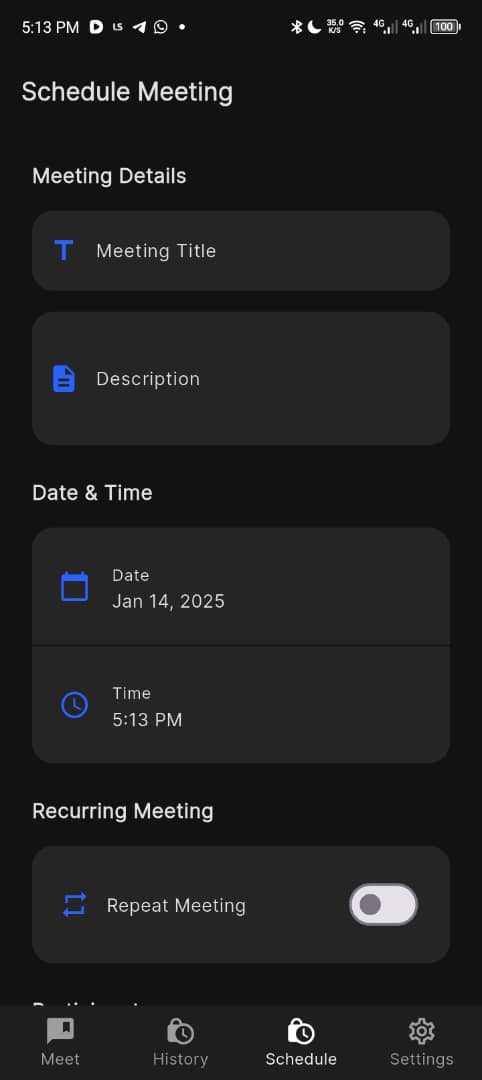 5:13 PM LS 35.0 K/S 4G 4G 100
Schedule Meeting
Meeting Details
T Meeting Title
Description
Date & Time
Date
Jan 14, 2025
Time
5:13 PM
Recurring Meeting
Repeat Meeting
Meet History Schedule Settings